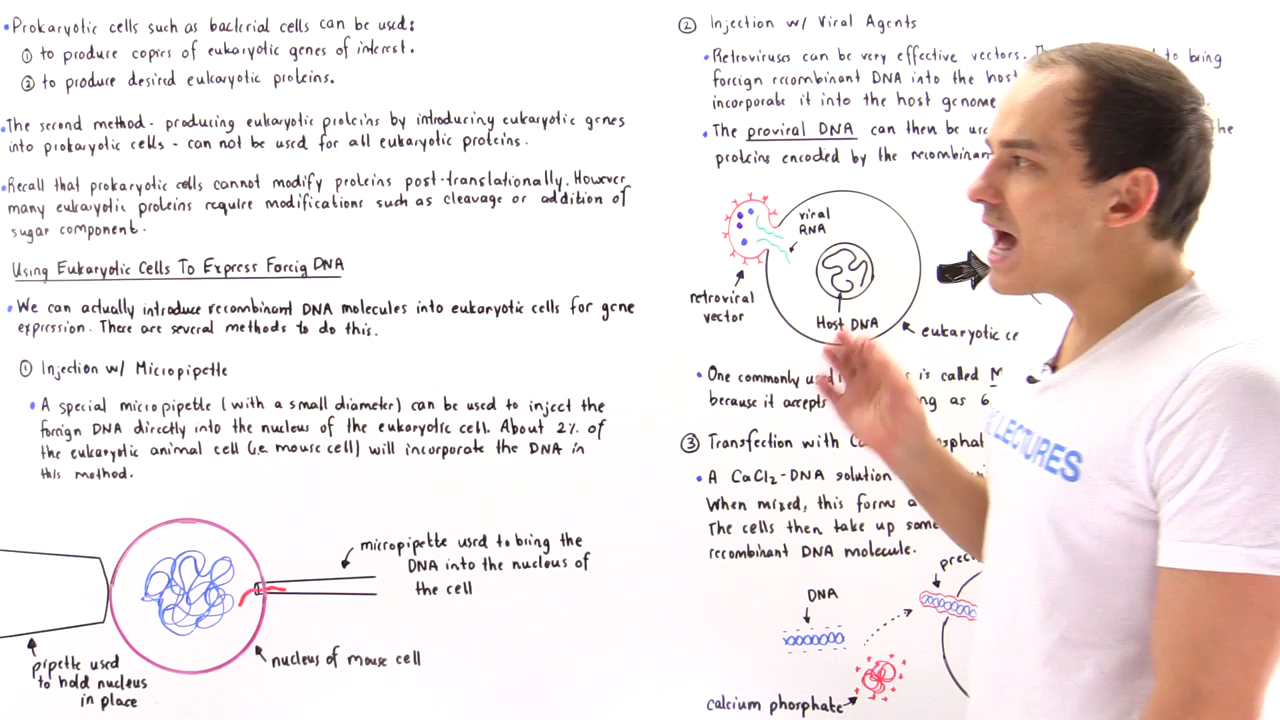 • Prokaryotic cells such as bacterial cells can be used:
① to produce copies of eukaryotic genes of interest.
② to produce desired eukaryotic proteins.
• The second method - producing eukaryotic proteins by introducing eukaryotic genes
into prokaryotic cells - can not be used for all eukaryotic proteins.
• Recall that prokaryotic cells cannot modify proteins post-translationally. However
many eukaryotic proteins require modifications such as cleavage or addition of
sugar component.
Using Eukaryotic Cells To Express Foreig DNA
• We can actually introduce recombinant DNA molecules into eukaryotic cells for gene
expression. There are several methods to do this.
① Injection w/ Micropipette
• A special micropipette (with a small diameter) can be used to inject the
foreign DNA directly into the nucleus of the eukaryotic cell. About 2% of
the eukaryotic animal cell (i.e. mouse cell) will incorporate the DNA in
this method.
micropipette used to bring the
DNA into the nucleus of
the cell
nucleus of mouse cell
pipette used
to hold nucleus
in place
② Injection w/ Viral Agents
• Retroviruses can be very effective vectors. to bring
foreign recombinant DNA into the host
incorporate it into the host genome
• The proviral DNA can then be the
proteins encoded by the
viral
RNA
retroviral
vector
Host DNA
eukaryotic
• One commonly is called
because it accepts as 6
③ Transfection with
• A CaCl2-DNA solution
When mixed, this forms a
The cells then take up some
recombinant DNA molecule.
DNA
calcium phosphate
LECTURES